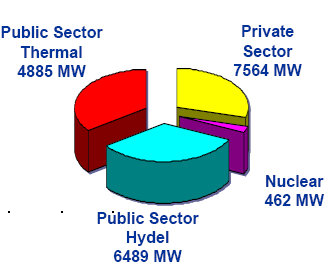 Public Sector
Thermal
4885 MW
Private
Sector
7564 MW
Nuclear
462 MW
Public Sector
Hydel
6489 MW